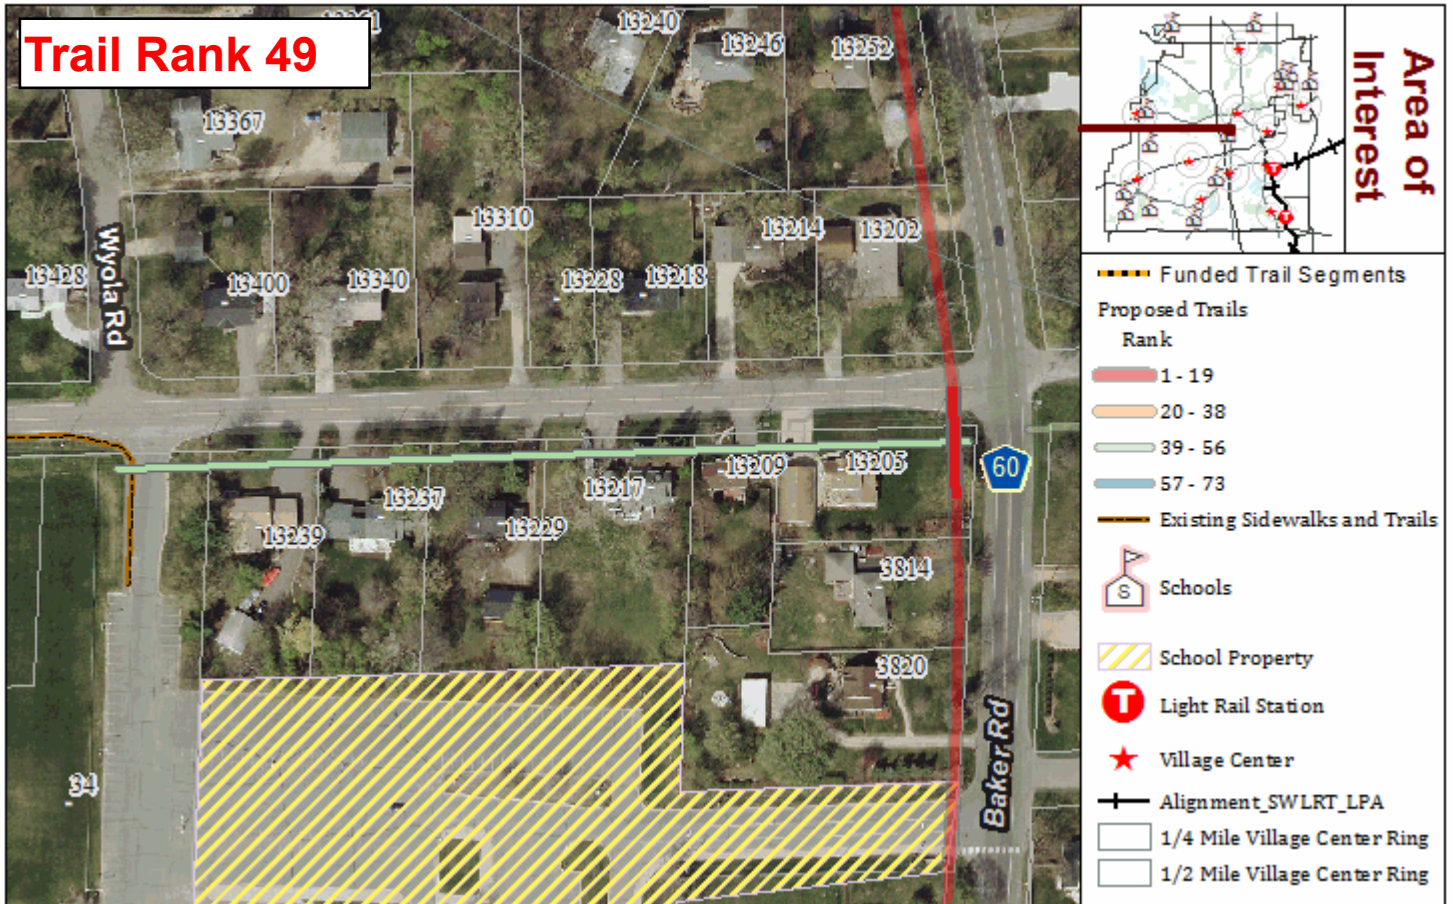 Trail Rank 49
13240
13246
13252
13367
13310
13214
13202
13428
Wyola Rd
13400
13340
13228
13218
13209
13205
60
13237
13217
13239
13229
3814
3820
34
Baker Rd
Area of
Interest
T
T
Funded Trail Segments
Proposed Trails
Rank
1 - 19
20 - 38
39 - 56
57 - 73
Existing Sidewalks and Trails
S
Schools
School Property
T
Light Rail Station
Village Center
Alignment_SWLRT_LPA
1/4 Mile Village Center Ring
1/2 Mile Village Center Ring